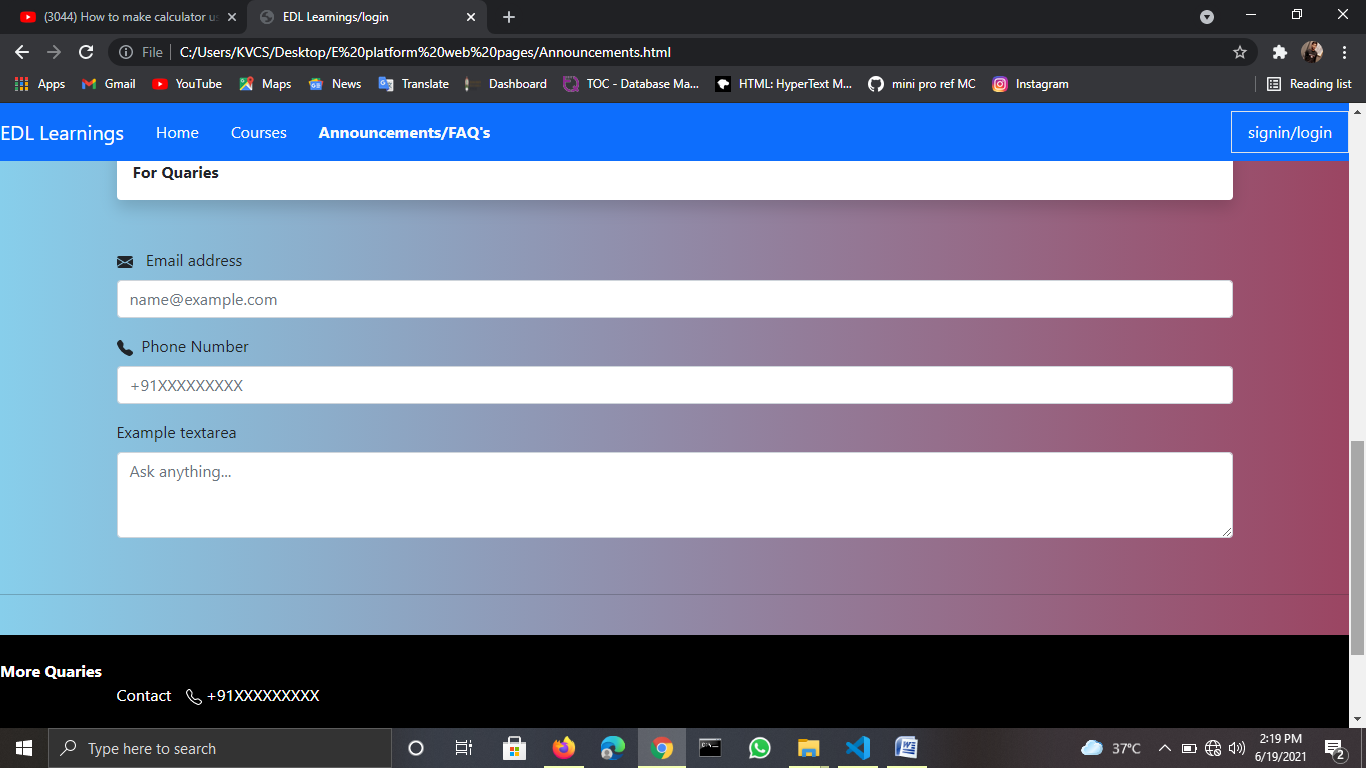 (3044) How to make calculator us
EDL Learnings/login
File
C:/Users/KVCS/Desktop/E%20platform%20web%20pages/Announcements.html
Apps Gmail YouTube Maps News Translate Dashboard TOC - Database Ma... HTML: HyperText M... mini pro ref MC Instagram Reading list
EDL Learnings Home Courses Announcements/FAQ's signin/login
For Quaries
Email address
name@example.com
Phone Number
+91XXXXXXXXX
Example textarea
Ask anything...
More Quaries
Contact +91XXXXXXXXX
Type here to search
37°C
2:19 PM
6/19/2021
2